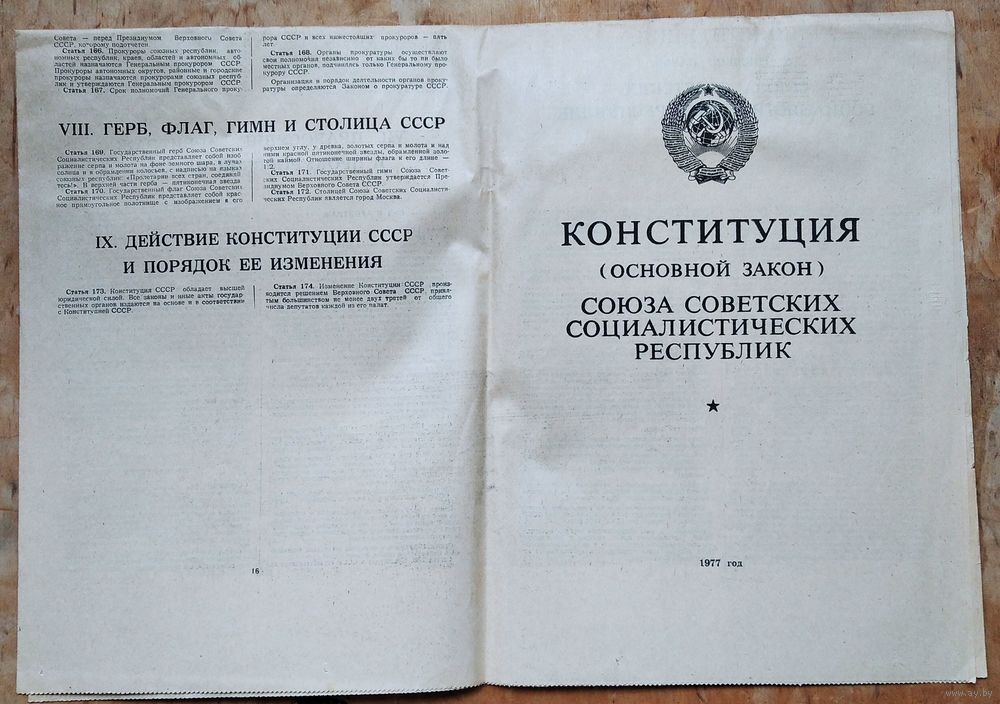 Совета — перед Президиумом Верховного Совета
СССР, которому подотчетен.
Статья 166. Прокуроры союзных республик, авто-
номных республик, краев, областей и автономных об-
ластей назначаются Генеральным прокурором СССР.
Прокуроры автономных округов, районные и городские
прокуроры назначаются прокурорами союзных респуб-
лик и утверждаются Генеральным прокурором СССР.
Статья 167. Срок полномочий Генерального проку-
рора СССР и всех нижестоящих прокуроров — пять
лет.
Статья 168. Органы прокуратуры осуществляют
свои полномочия независимо от каких бы то ни было
местных органов, подчиняясь только Генеральному про-
курору СССР.
Организация и порядок деятельности органов проку-
ратуры определяются Законом о прокуратуре СССР.
VIII. ГЕРБ, ФЛАГ, ГИМН И СТОЛИЦА СССР
Статья 169. Государственный герб Союза Советских
Социалистических Республик представляет собой изоб-
ражение серпа и молота на фоне земного шара, в лучах
солнца и в обрамлении колосьев, с надписью на языках
союзных республик: «Пролетарии всех стран, соединяй-
тесь!». В верхней части герба — пятиконечная звезда.
Статья 170. Государственный флаг Союза Советских
Социалистических Республик представляет собой крас-
ное прямоугольное полотнище с изображением в его
верхнем углу, у древка, золотых серпа и молота и над
ними красной пятиконечной звезды, обрамленной золо-
той каймой. Отношение ширины флага к его длине —
1:2.
Статья 171. Государственный гимн Союза Совет-
ских Социалистических Республик утверждается Пре-
зидиумом Верховного Совета СССР.
Статья 172. Столицей Союза Советских Социалисти-
ческих Республик является город Москва.
IX. ДЕЙСТВИЕ КОНСТИТУЦИИ СССР
И ПОРЯДОК ЕЕ ИЗМЕНЕНИЯ
Статья 173. Конституция СССР обладает высшей
юридической силой. Все законы и иные акты государ-
ственных органов издаются на основе и в соответствии
с Конституцией СССР.
Статья 174. Изменение Конституции СССР произ-
водится решением Верховного Совета СССР, приня-
тым большинством не менее двух третей от общего
числа депутатов каждой из его палат.
16
КОНСТИТУЦИЯ
(ОСНОВНОЙ ЗАКОН)
СОЮЗА СОВЕТСКИХ
СОЦИАЛИСТИЧЕСКИХ
РЕСПУБЛИК
1977 год
www.ay.by